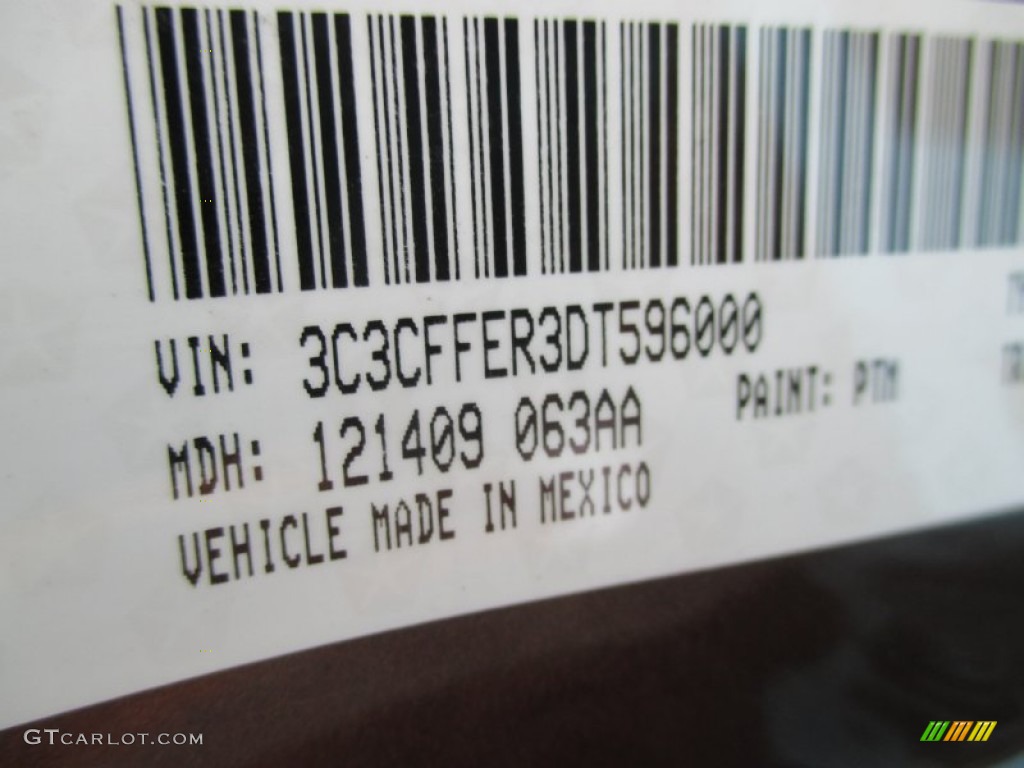 VIN: 3C3CFFER3DT596000
MDH: 121409 063AA PAINT: PTM
VEHICLE MADE IN MEXICO
GTCARLOT.COM